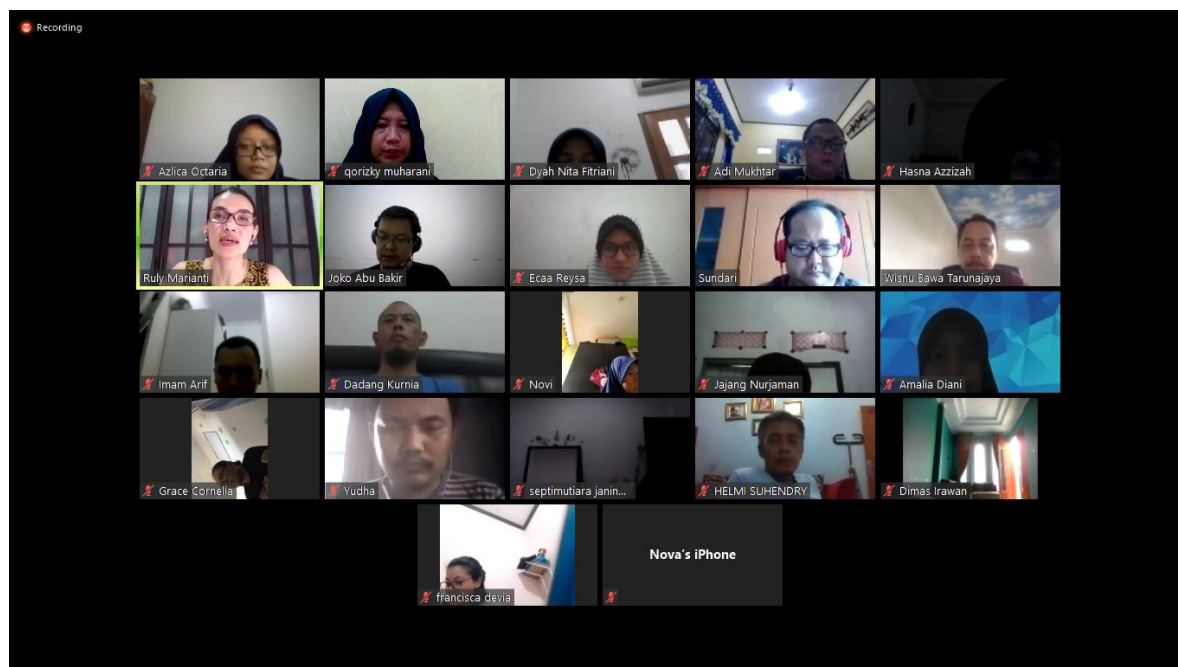 Recording
Azlica Octaria
qorizky muharani
Dyah Nita Fitriani
Adi Mukhtar
Hasna Azzizah
Ruly Marianti
Joko Abu Bakir
Ecaa Reysa
Sundari
Wisnu Bawa Tarunajaya
Imam Arif
Dadang Kurnia
Novi
Jajang Nurjaman
Amalia Diani
Grace Cornelia
Yudha
septimutiara janin...
HELMI SUHENDRY
Dimas Irawan
francisca devia
Nova's iPhone